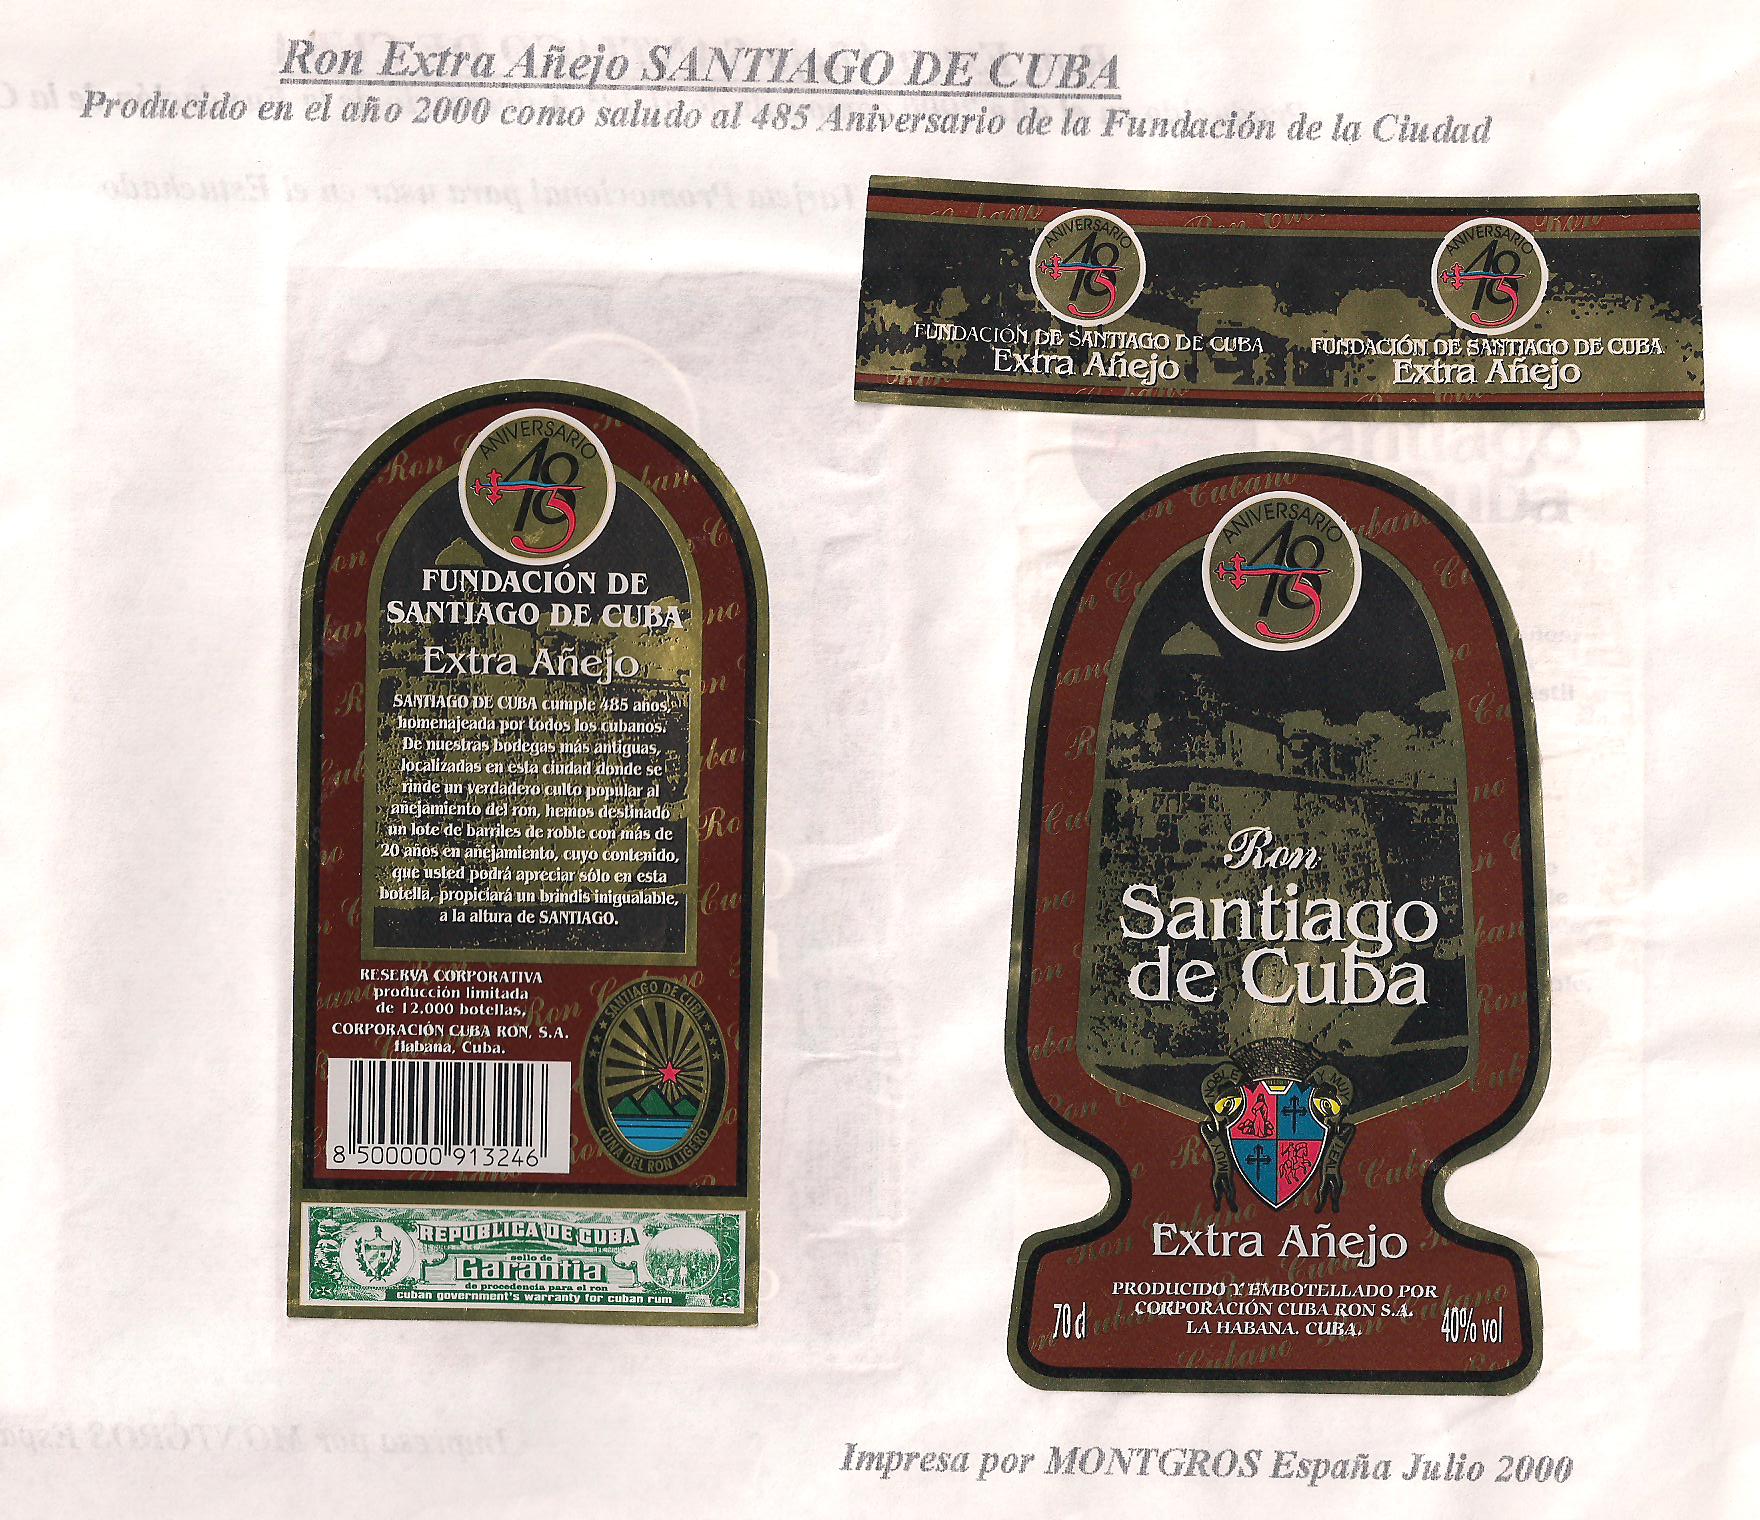 Ron Extra Añejo SANTIAGO DE CUBA
Producido en el año 2000 como saludo al 485 Aniversario de la Fundación de la Ciudad
ANIVERSARIO
485
FUNDACIÓN DE SANTIAGO DE CUBA
Extra Añejo
ANIVERSARIO
485
FUNDACIÓN DE SANTIAGO DE CUBA
Extra Añejo
ANIVERSARIO
485
FUNDACIÓN DE
SANTIAGO DE CUBA
Extra Añejo
SANTIAGO DE CUBA cumple 485 años,
homenajeada por todos los cubanos.
De nuestras bodegas más antiguas,
localizadas en esta ciudad donde se
rinde un verdadero culto popular al
añejamiento del ron, hemos destinado
un lote de barriles de roble con más de
20 años en añejamiento, cuyo contenido,
que usted podrá apreciar sólo en esta
botella, propiciará un brindis inigualable,
a la altura de SANTIAGO.
RESERVA CORPORATIVA
producción limitada
de 12.000 botellas,
CORPORACIÓN CUBA RON, S.A.
Habana, Cuba.
8 500000 913246
SANTIAGO DE CUBA
CUNA DEL RON LIGERO
REPUBLICA DE CUBA
sello de
Garantia
de procedencia para el ron
cuban government's warranty for cuban rum
ANIVERSARIO
485
Ron
Santiago
de Cuba
MUY NOBLE Y MUY LEAL
Extra Añejo
PRODUCIDO Y EMBOTELLADO POR
CORPORACIÓN CUBA RON S.A.
LA HABANA. CUBA.
70 cl
40% vol
Ron Cubano
Impresa por MONTGROS España Julio 2000